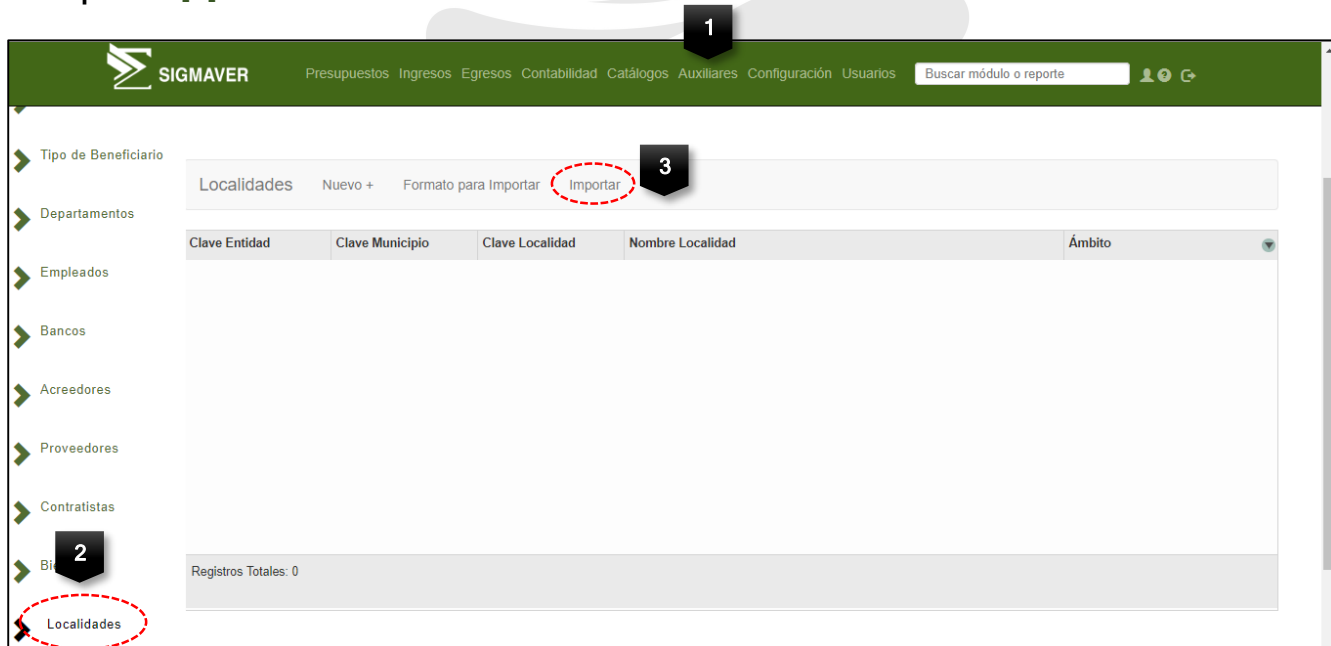 1
SIGMAVER
Presupuestos Ingresos Egresos Contabilidad Catálogos Auxiliares Configuración Usuarios Buscar módulo o reporte
Tipo de Beneficiario
Localidades Nuevo + Formato para Importar Importar 3
Departamentos
Clave Entidad Clave Municipio Clave Localidad Nombre Localidad Ámbito
Empleados
Bancos
Acreedores
Proveedores
Contratistas
2
Registros Totales: 0
Localidades